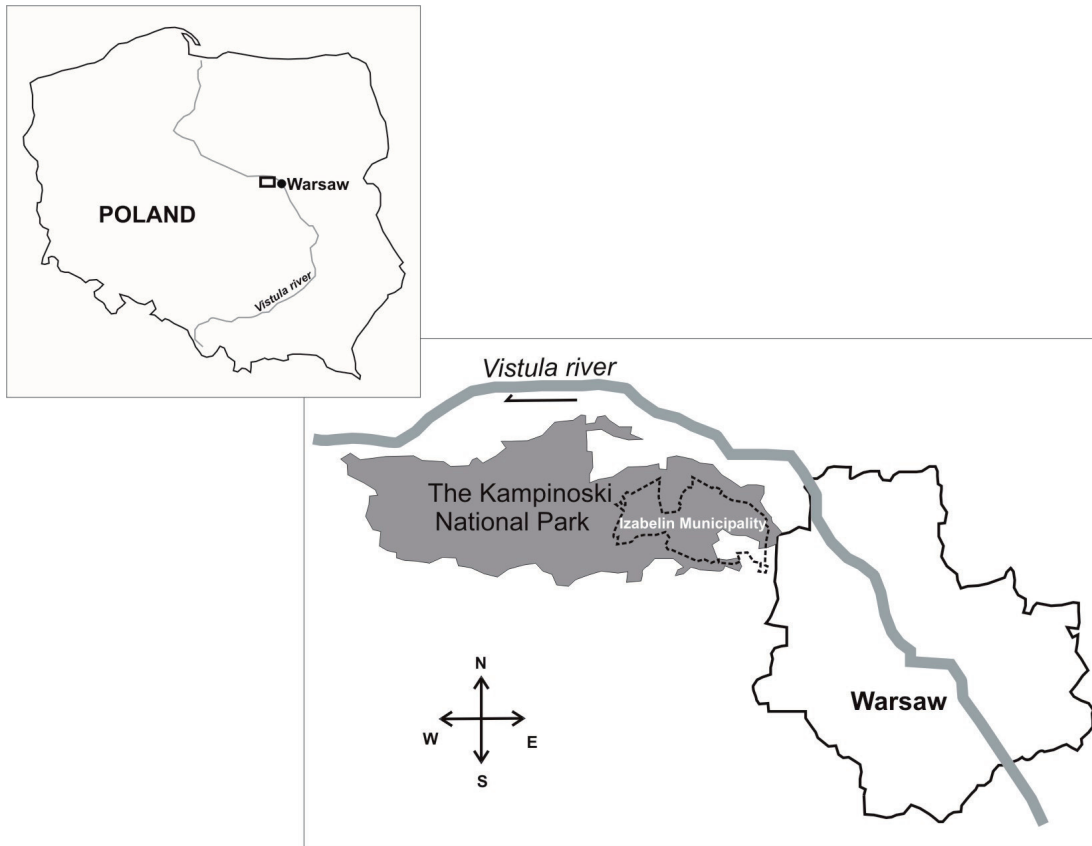 Warsaw
POLAND
Vistula river
Vistula river
The Kampinoski
National Park
Izabelin Municipality
Warsaw
N
W
E
S